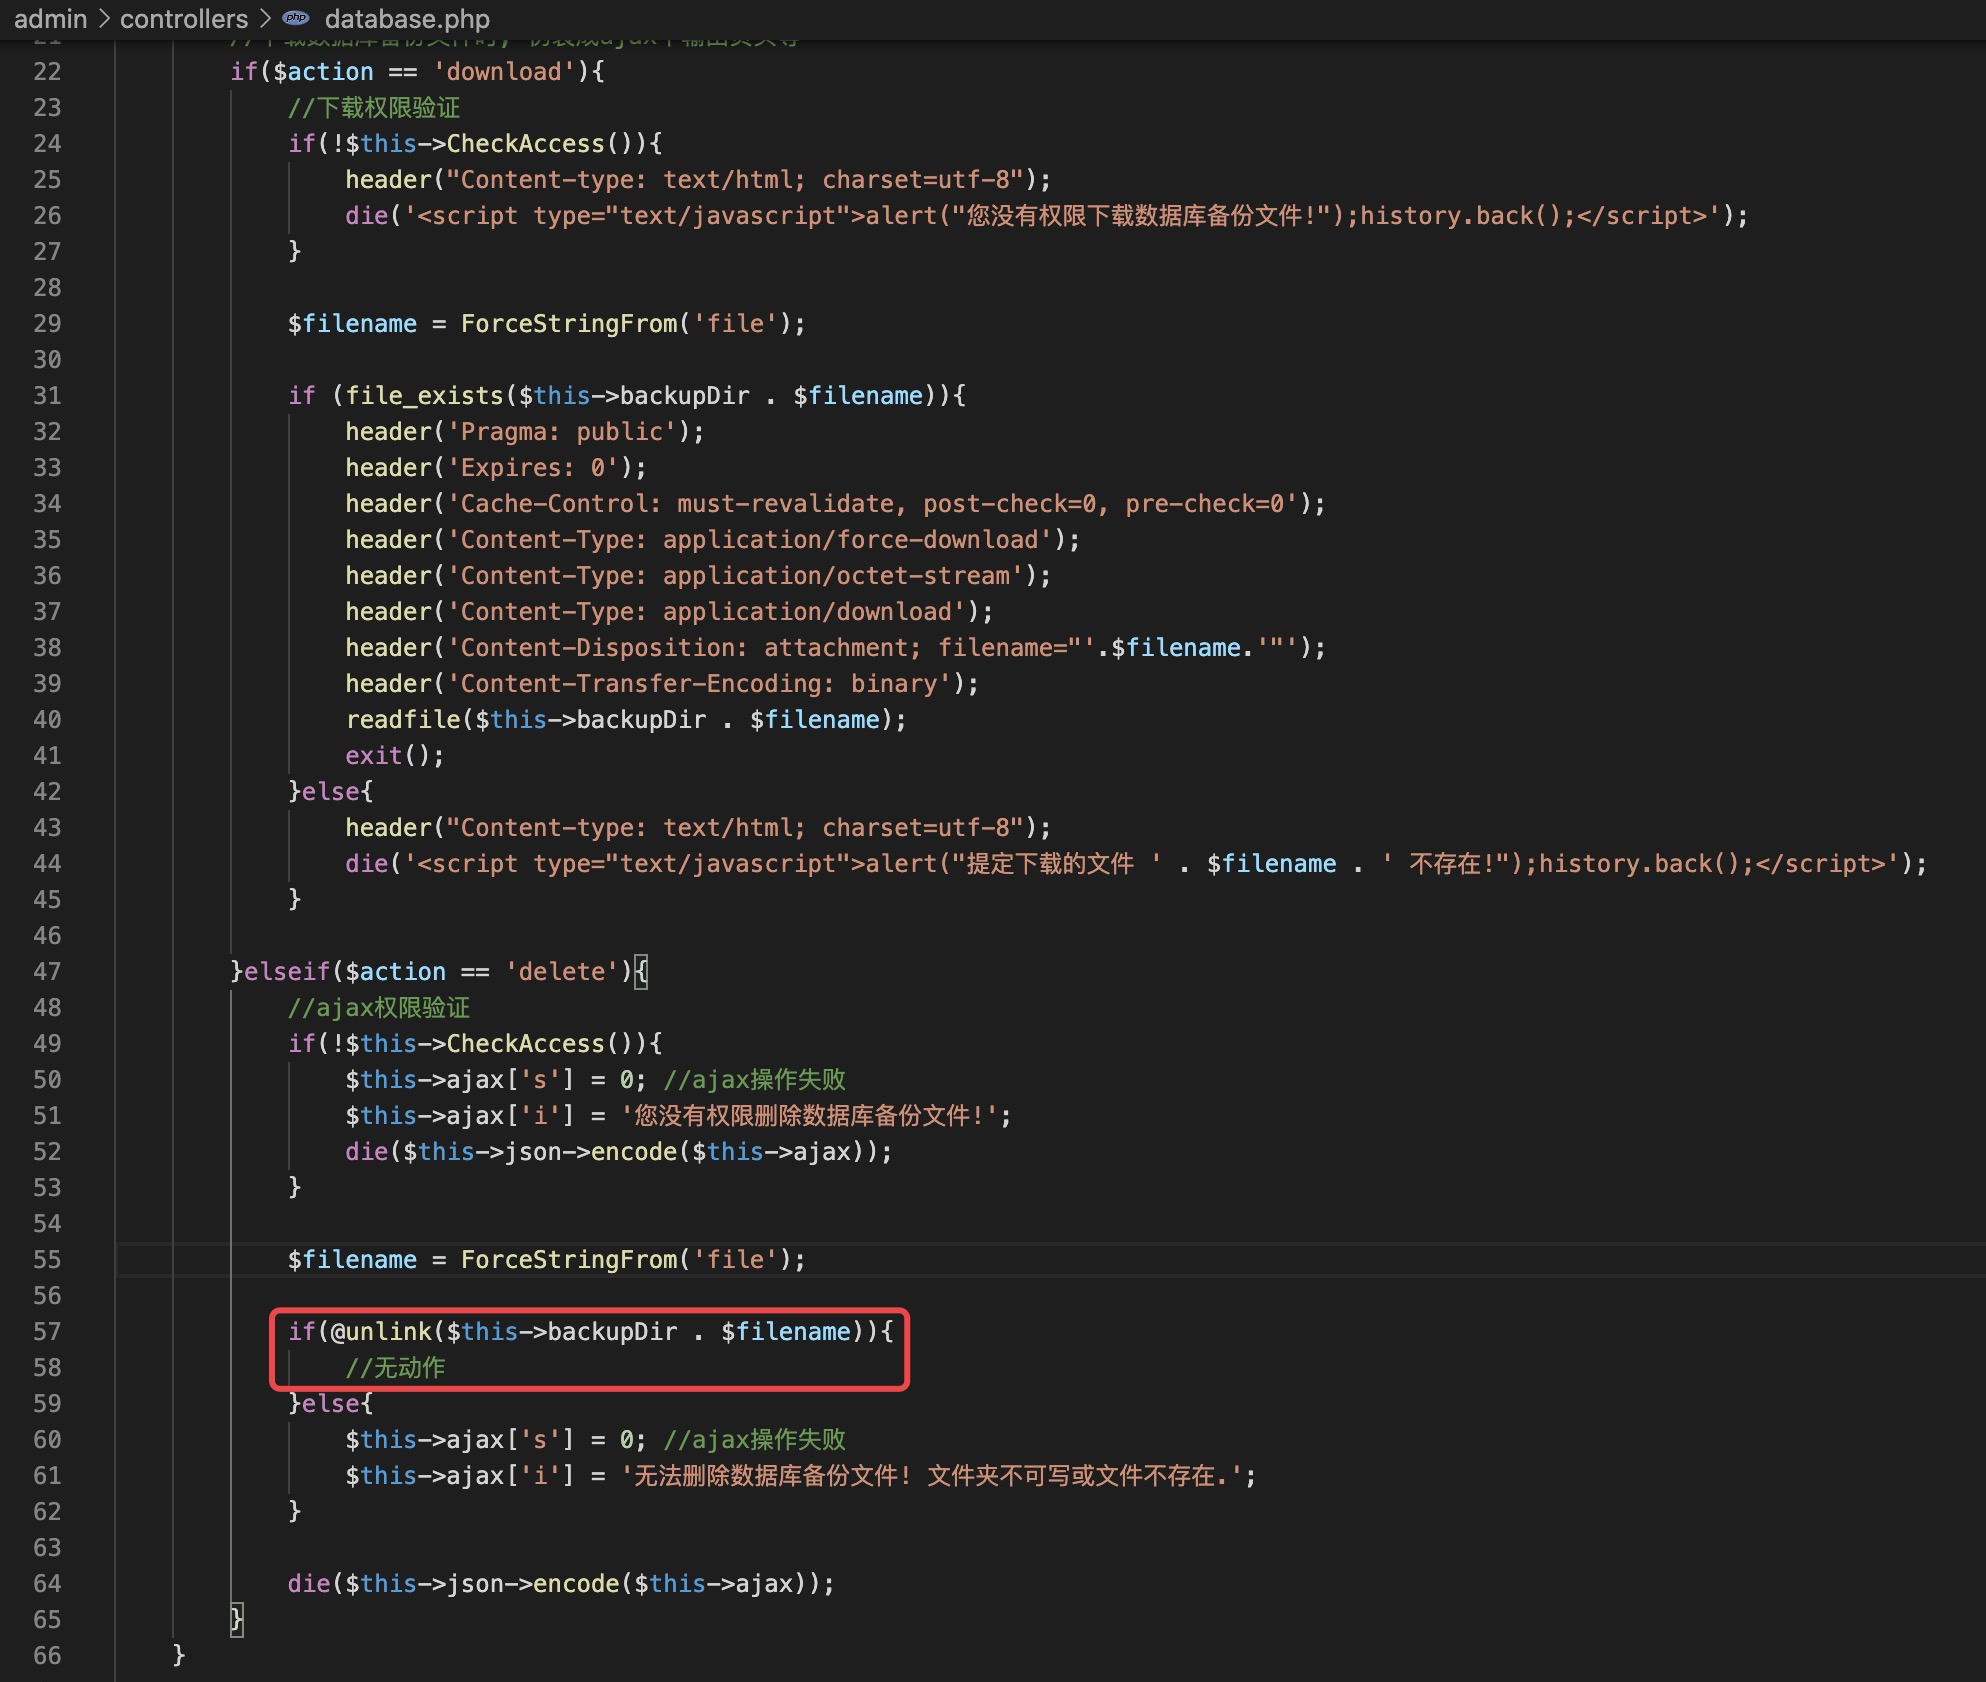 admin > controllers > php database.php
22 if($action == 'download'){
23 //下载权限验证
24 if(!$this->CheckAccess()){
25 header("Content-type: text/html; charset=utf-8");
26 die('<script type="text/javascript">alert("您没有权限下载数据库备份文件!");history.back();</script>');
27 }
28
29 $filename = ForceStringFrom('file');
30
31 if (file_exists($this->backupDir . $filename)){
32 header('Pragma: public');
33 header('Expires: 0');
34 header('Cache-Control: must-revalidate, post-check=0, pre-check=0');
35 header('Content-Type: application/force-download');
36 header('Content-Type: application/octet-stream');
37 header('Content-Type: application/download');
38 header('Content-Disposition: attachment; filename="'.$filename.'"');
39 header('Content-Transfer-Encoding: binary');
40 readfile($this->backupDir . $filename);
41 exit();
42 }else{
43 header("Content-type: text/html; charset=utf-8");
44 die('<script type="text/javascript">alert("提定下载的文件 ' . $filename . ' 不存在!");history.back();</script>');
45 }
46
47 }elseif($action == 'delete'){
48 //ajax权限验证
49 if(!$this->CheckAccess()){
50 $this->ajax['s'] = 0; //ajax操作失败
51 $this->ajax['i'] = '您没有权限删除数据库备份文件!';
52 die($this->json->encode($this->ajax));
53 }
54
55 $filename = ForceStringFrom('file');
56
57 if(@unlink($this->backupDir . $filename)){
58 //无动作
59 }else{
60 $this->ajax['s'] = 0; //ajax操作失败
61 $this->ajax['i'] = '无法删除数据库备份文件! 文件夹不可写或文件不存在.';
62 }
63
64 die($this->json->encode($this->ajax));
65 }
66 }